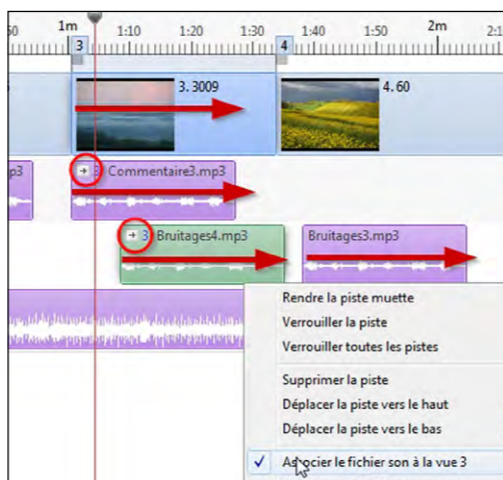 50 1m 1:10 1:20 1:30 1:40 1:50 2m 2:1
3 4
3. 3009 4. 60
p3 3 Commentaire3.mp3
3 Bruitages4.mp3 Bruitages3.mp3
Rendre la piste muette
Verrouiller la piste
Verrouiller toutes les pistes
Supprimer la piste
Déplacer la piste vers le haut
Déplacer la piste vers le bas
Associer le fichier son à la vue 3